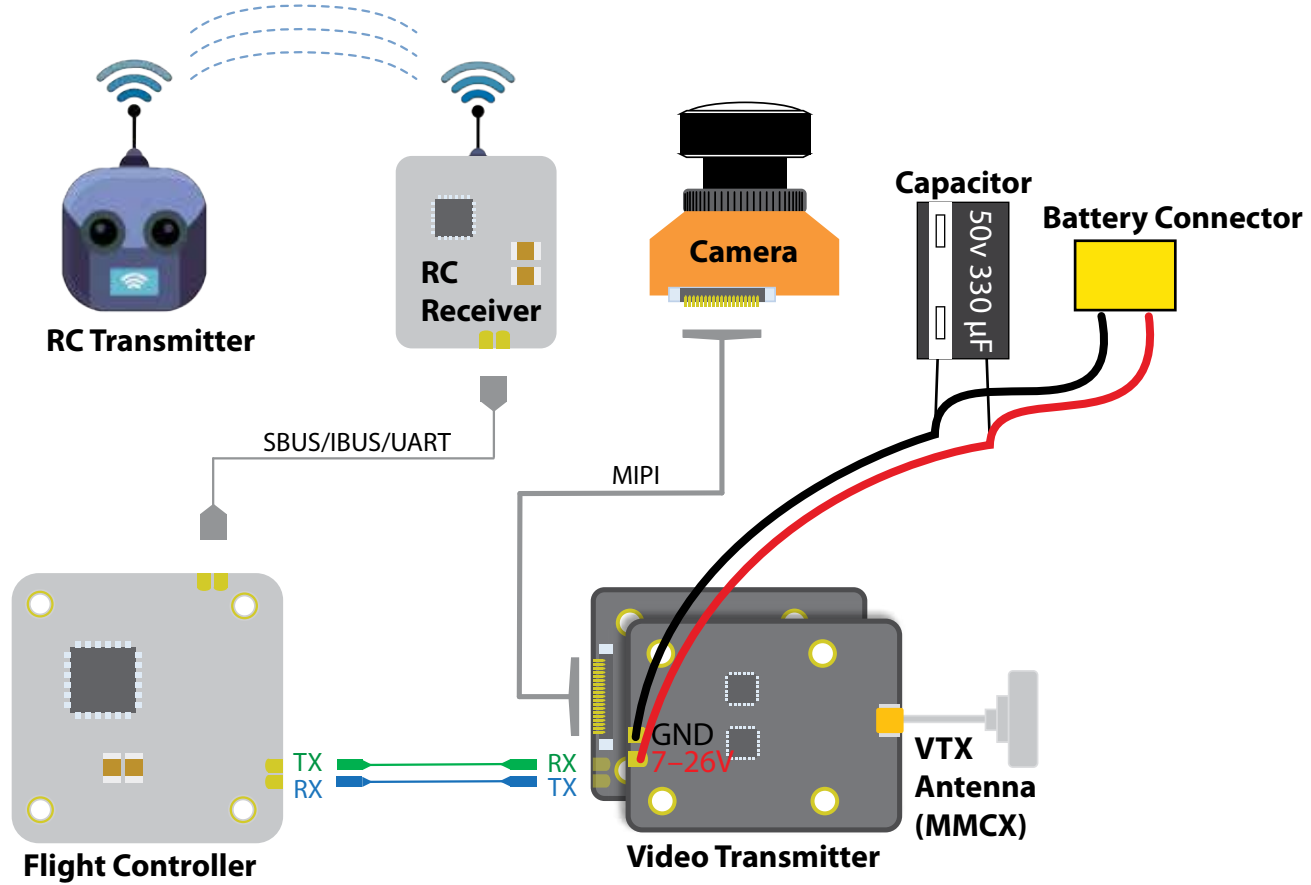 Capacitor
50v 330 µF
Battery Connector
Camera
RC
Receiver
RC Transmitter
SBUS/IBUS/UART
MIPI
GND
7–26V
TX
RX
RX
TX
VTX
Antenna
(MMCX)
Flight Controller
Video Transmitter